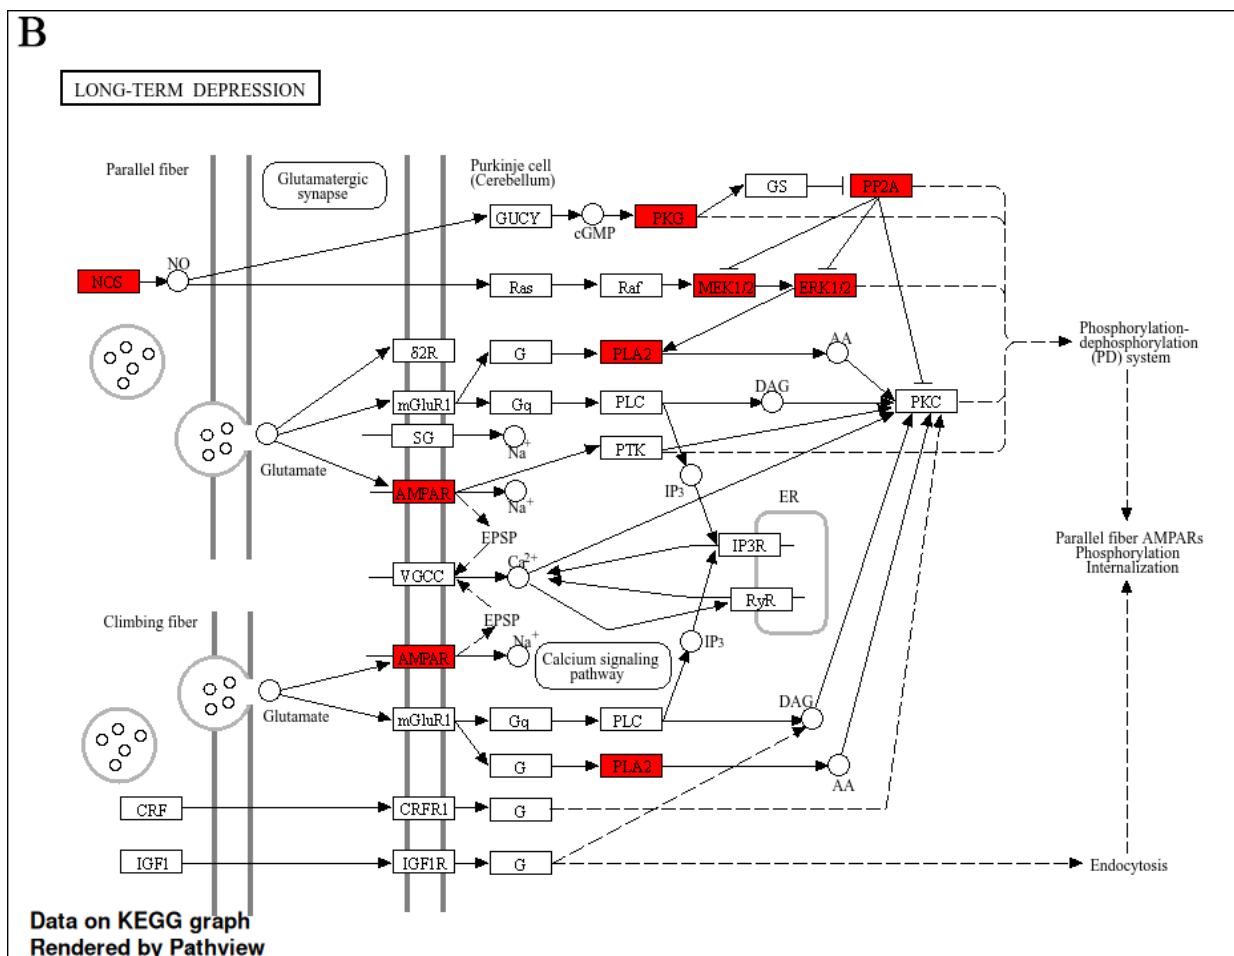 B
LONG-TERM DEPRESSION
Parallel fiber
Glutamatergic
synapse
Purkinje cell
(Cerebellum)
GS
PP2A
GUCY
cGMP
PKG
NO
NOS
Ras
Raf
MEK1/2
ERK1/2
δ2R
G
PLA2
AA
Phosphorylation-
dephosphorylation
(PD) system
mGluR1
Gq
PLC
DAG
PKC
SG
Na+
PTK
Glutamate
AMPAR
Na+
IP3
ER
EPSP
IP3R
Parallel fiber AMPARs
Phosphorylation
Internalization
VGCC
Ca2+
RyR
EPSP
Climbing fiber
Na+
IP3
AMPAR
Calcium signaling
pathway
Glutamate
mGluR1
Gq
PLC
DAG
G
PLA2
AA
CRF
CRFR1
G
IGF1
IGF1R
G
Endocytosis
Data on KEGG graph
Rendered by Pathview